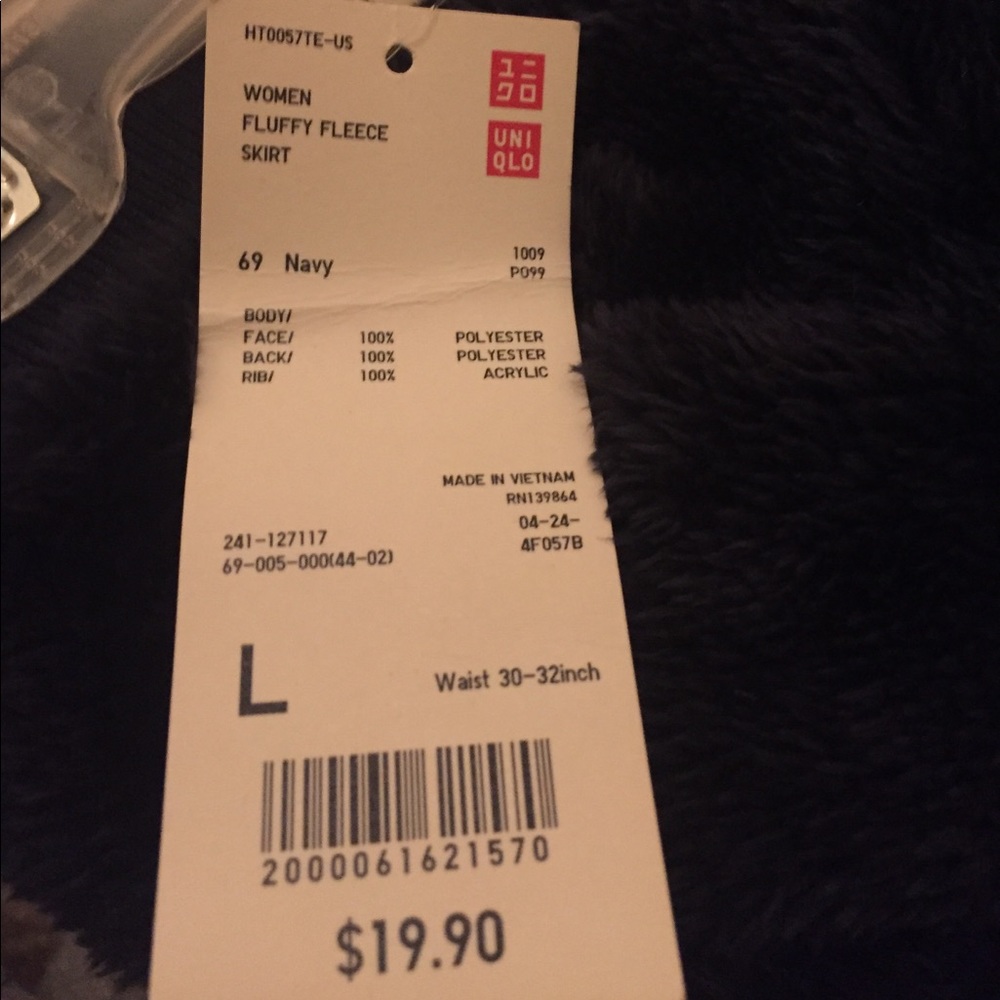 HT0057TE-US
ユニ
クロ
UNI
QLO
WOMEN
FLUFFY FLEECE
SKIRT
69 Navy
1009
P099
BODY/
FACE/ 100% POLYESTER
BACK/ 100% POLYESTER
RIB/ 100% ACRYLIC
MADE IN VIETNAM
RN139864
04-24-
4F057B
241-127117
69-005-000(44-02)
L
Waist 30-32inch
2000061621570
$19.90